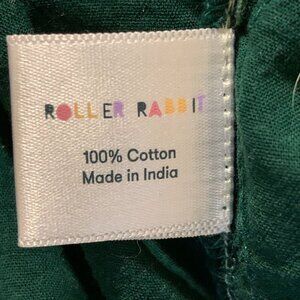 ROLLER RABBIT
100% Cotton
Made in India